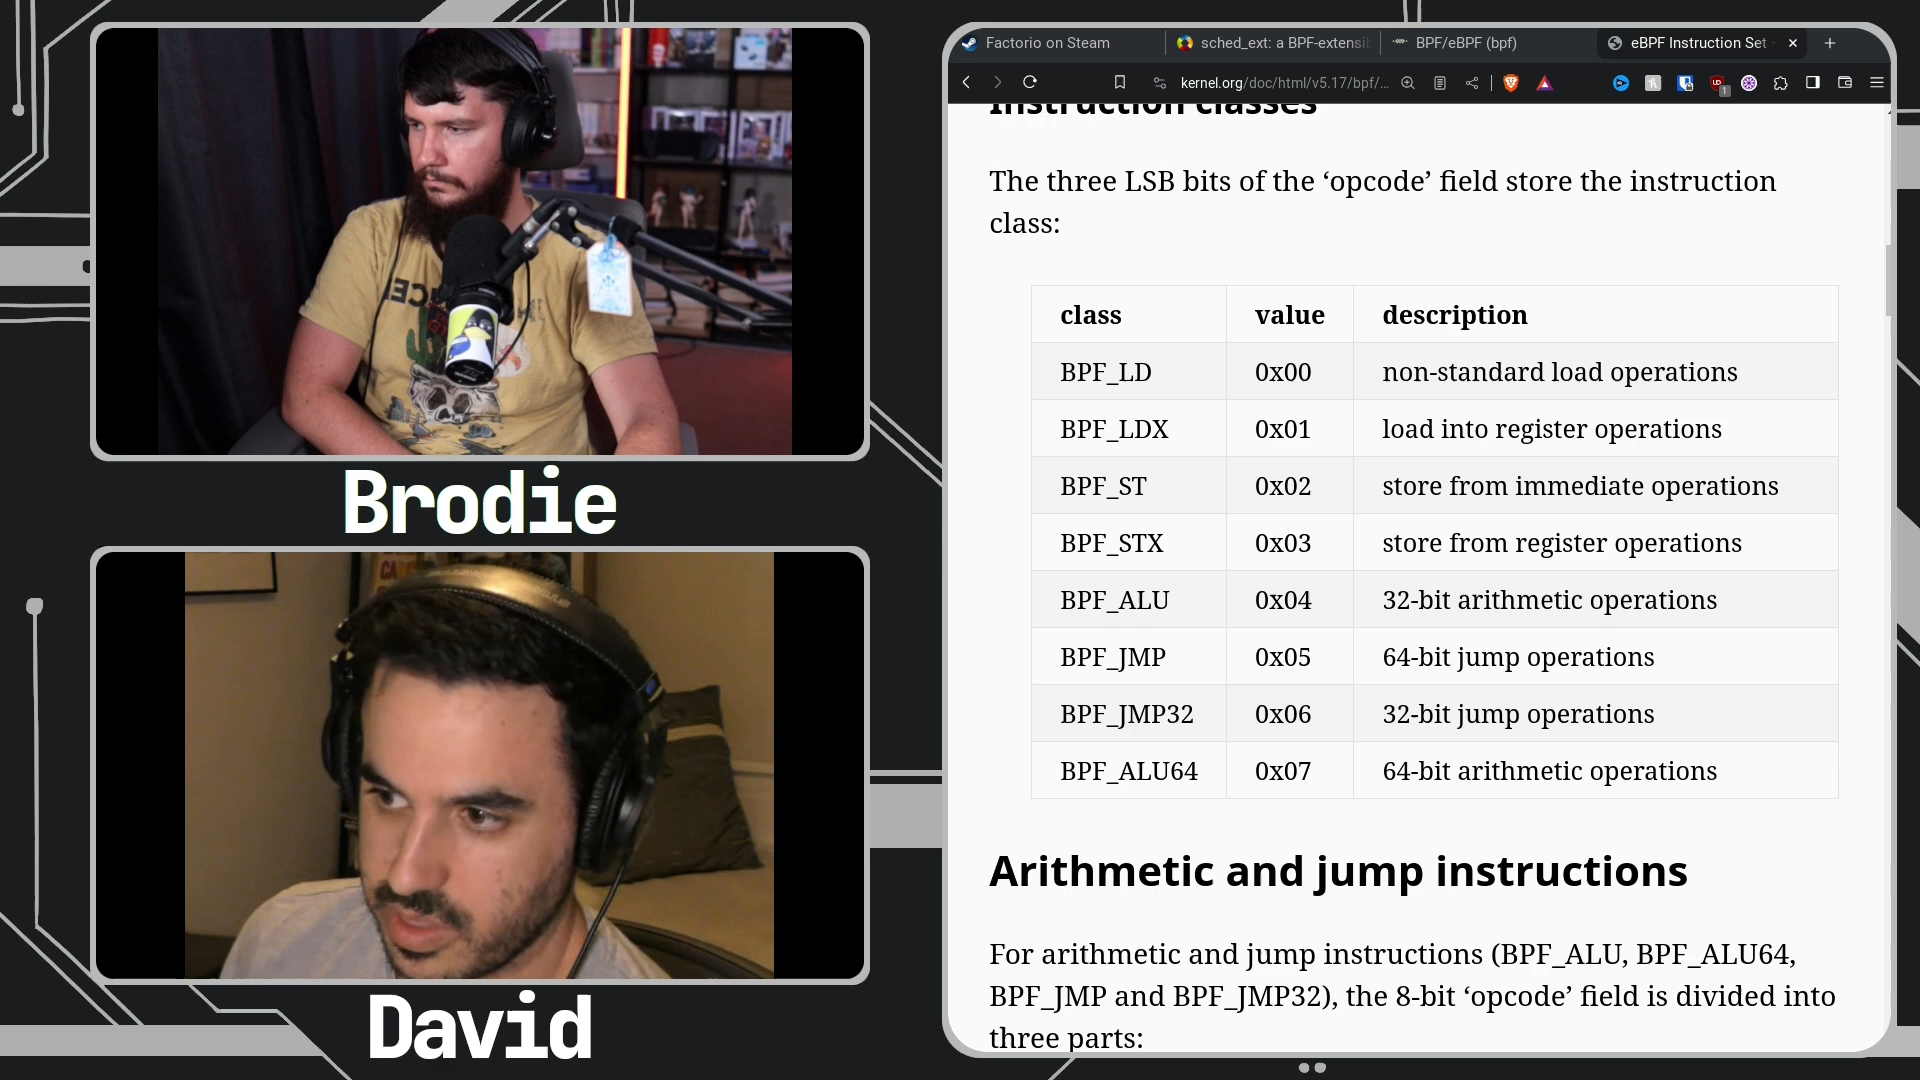 Factorio on Steam
sched_ext: a BPF-extensi
BPF/eBPF (bpf)
eBPF Instruction Set -
kernel.org/doc/html/v5.17/bpf/...
1
Instruction classes
The three LSB bits of the ‘opcode’ field store the instruction
class:
class value description
BPF_LD 0x00 non-standard load operations
BPF_LDX 0x01 load into register operations
BPF_ST 0x02 store from immediate operations
BPF_STX 0x03 store from register operations
BPF_ALU 0x04 32-bit arithmetic operations
BPF_JMP 0x05 64-bit jump operations
BPF_JMP32 0x06 32-bit jump operations
BPF_ALU64 0x07 64-bit arithmetic operations
Arithmetic and jump instructions
For arithmetic and jump instructions (BPF_ALU, BPF_ALU64,
BPF_JMP and BPF_JMP32), the 8-bit ‘opcode’ field is divided into
three parts:
Brodie
David